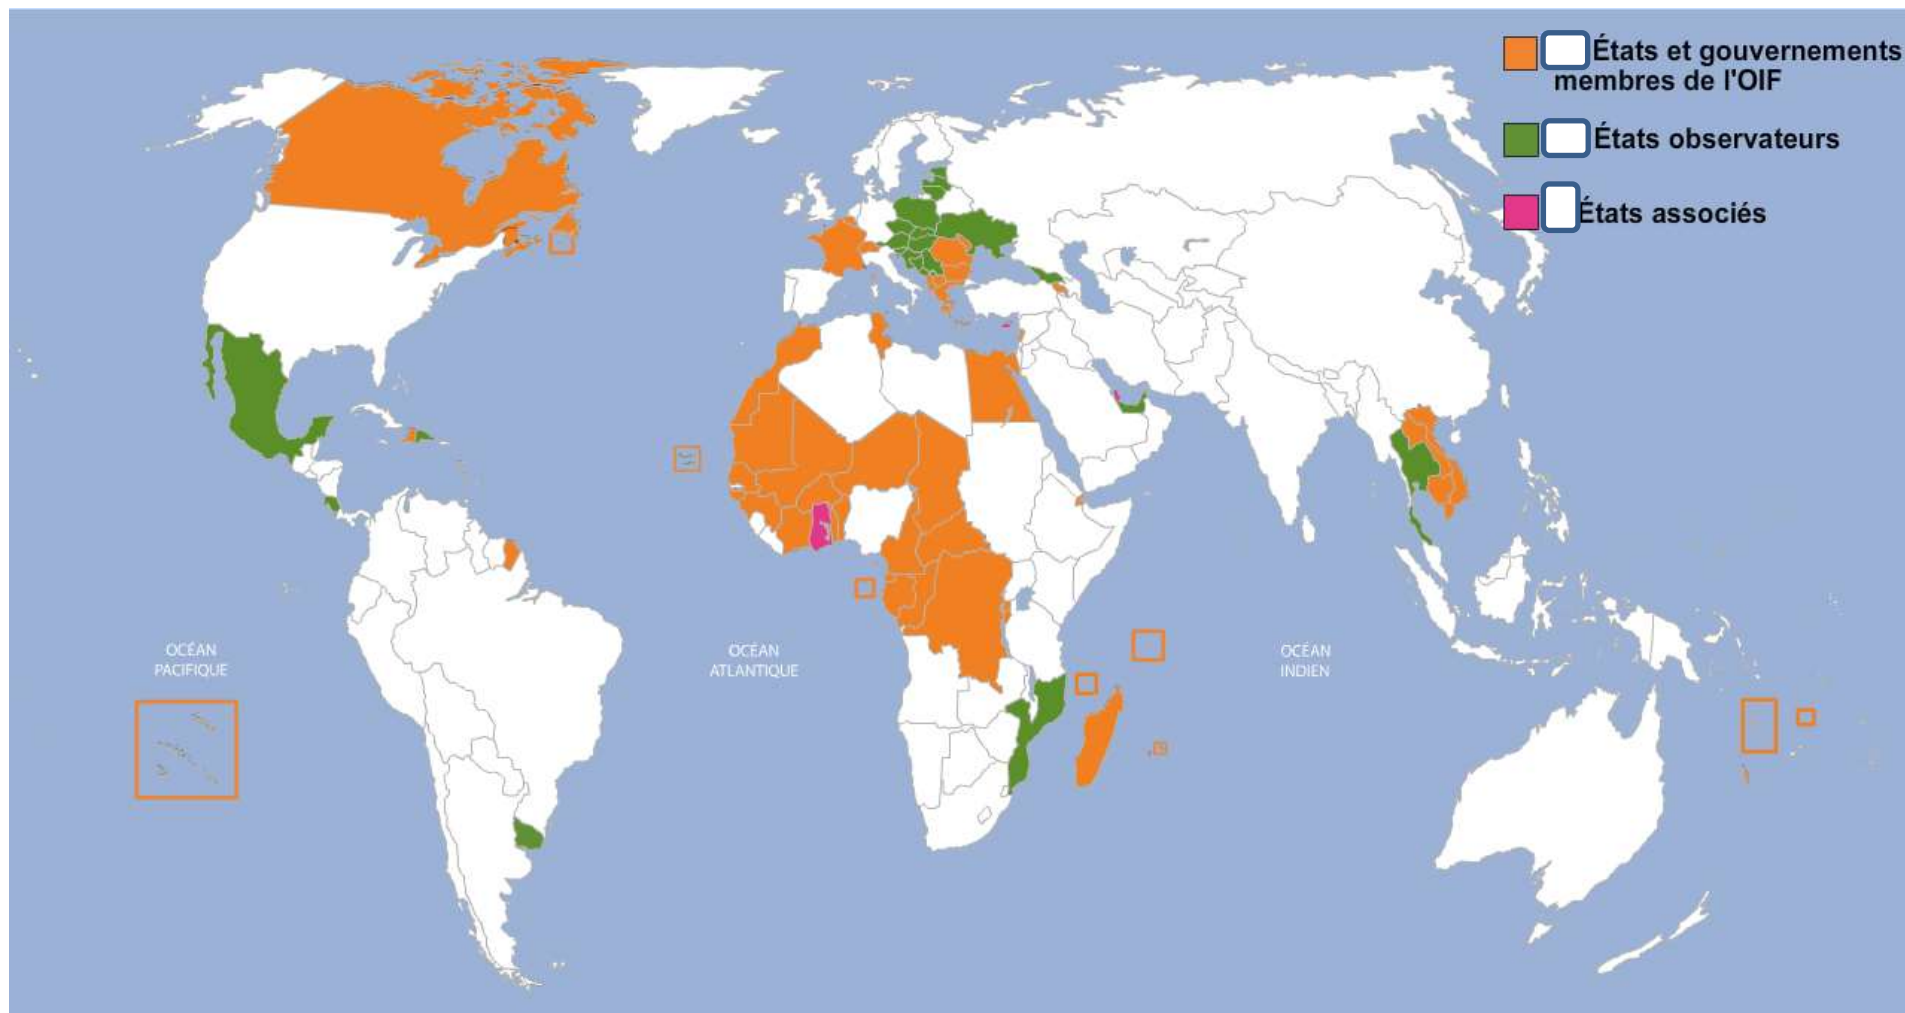 États et gouvernements
membres de l'OIF
États observateurs
États associés
OCÉAN
PACIFIQUE
OCÉAN
ATLANTIQUE
OCÉAN
INDIEN